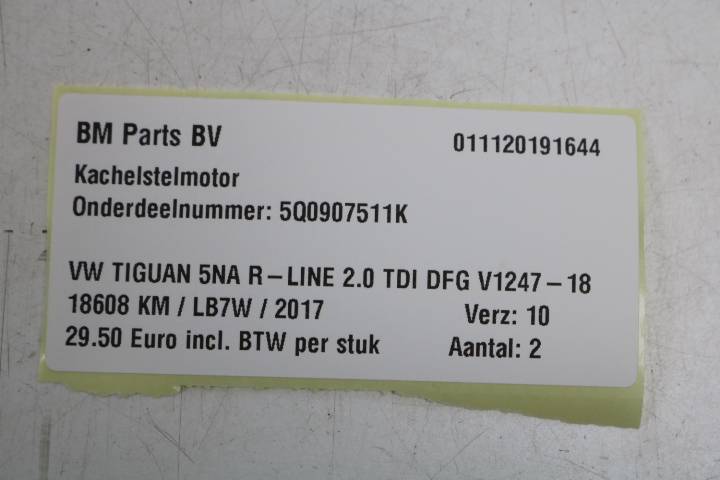 BM Parts BV 011120191644
Kachelstelmotor
Onderdeelnummer: 5Q0907511K
VW TIGUAN 5NA R-LINE 2.0 TDI DFG V1247-18
18608 KM / LB7W / 2017 Verz: 10
29.50 Euro incl. BTW per stuk Aantal: 2